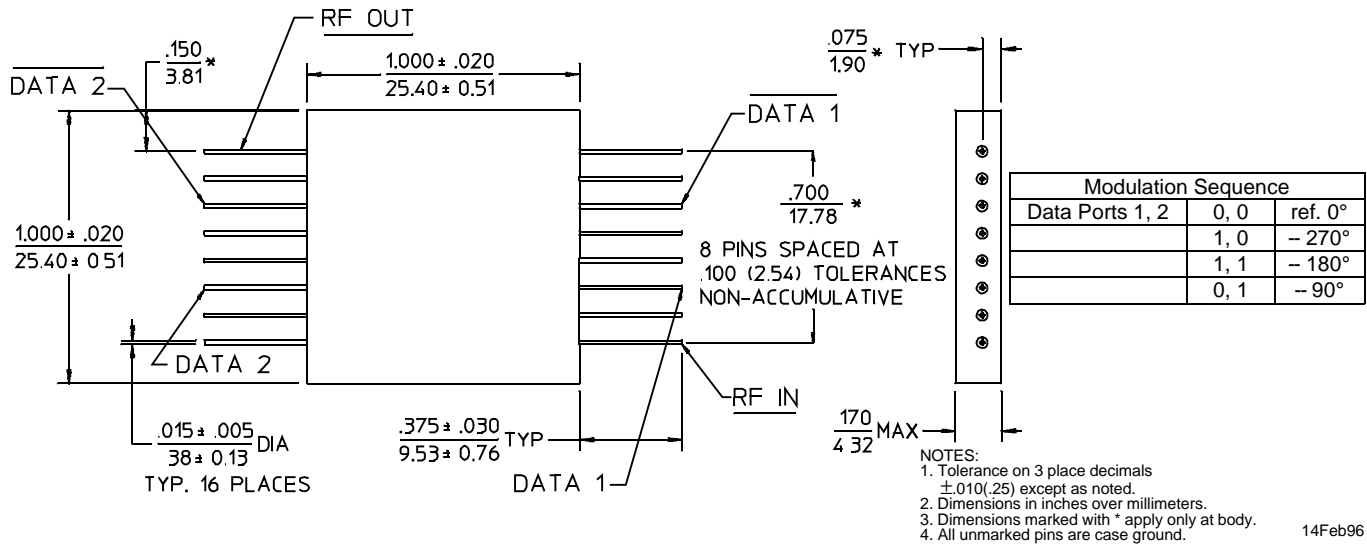 RF OUT
.150
3.81 *
DATA 2
1.000 ± .020
25.40 ± 0.51
DATA 1
.075
1.90 * TYP
.700
17.78 *
8 PINS SPACED AT
.100 (2.54) TOLERANCES
NON-ACCUMULATIVE
1.000 ± .020
25.40 ± 0 51
DATA 2
RF IN
.015 ± .005
38 ± 0.13 DIA
TYP. 16 PLACES
.375 ± .030
9.53 ± 0.76 TYP
DATA 1
170
4 32 MAX
Modulation Sequence
Data Ports 1, 2 0, 0 ref. 0°
1, 0 -- 270°
1, 1 -- 180°
0, 1 -- 90°
NOTES:
1. Tolerance on 3 place decimals
±.010(.25) except as noted.
2. Dimensions in inches over millimeters.
3. Dimensions marked with * apply only at body.
4. All unmarked pins are case ground.
14Feb96